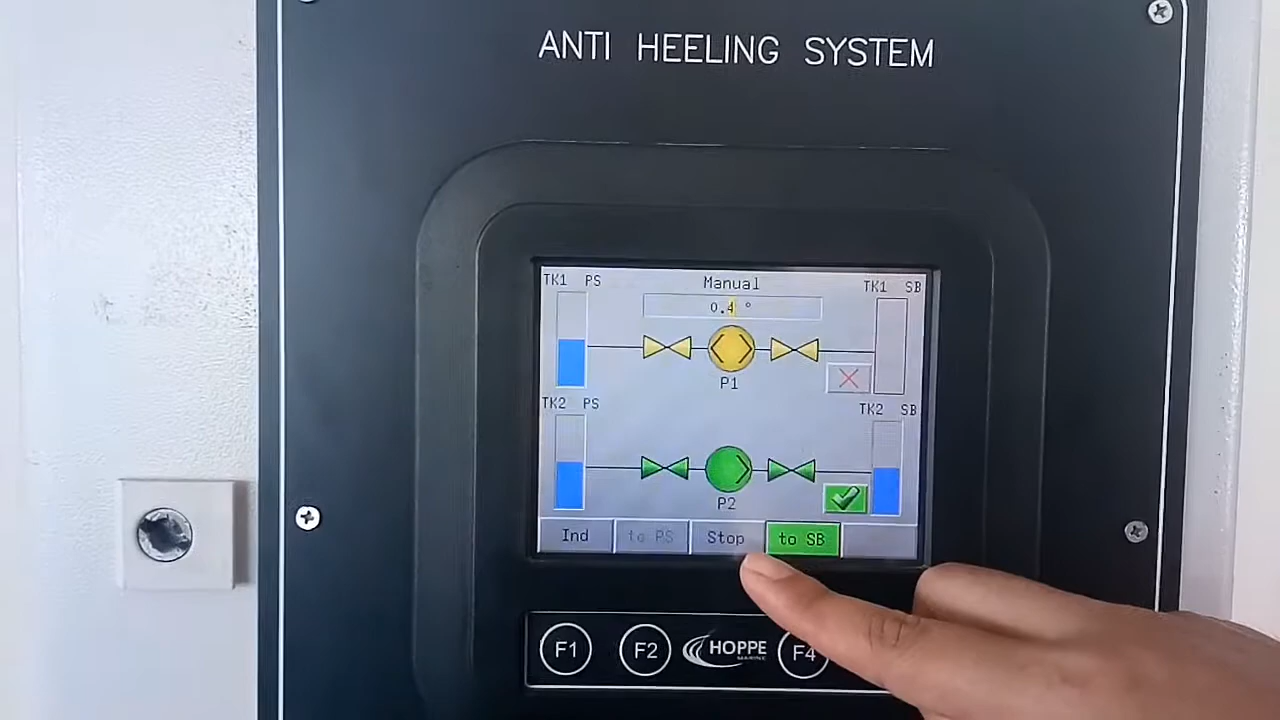 ANTI HEELING SYSTEM
TK1 PS
Manual
TK1 SB
0.4 °
P1
TK2 PS
TK2 SB
P2
Ind
to PS
Stop
to SB
F1
F2
HOPPE
MARINE
F4